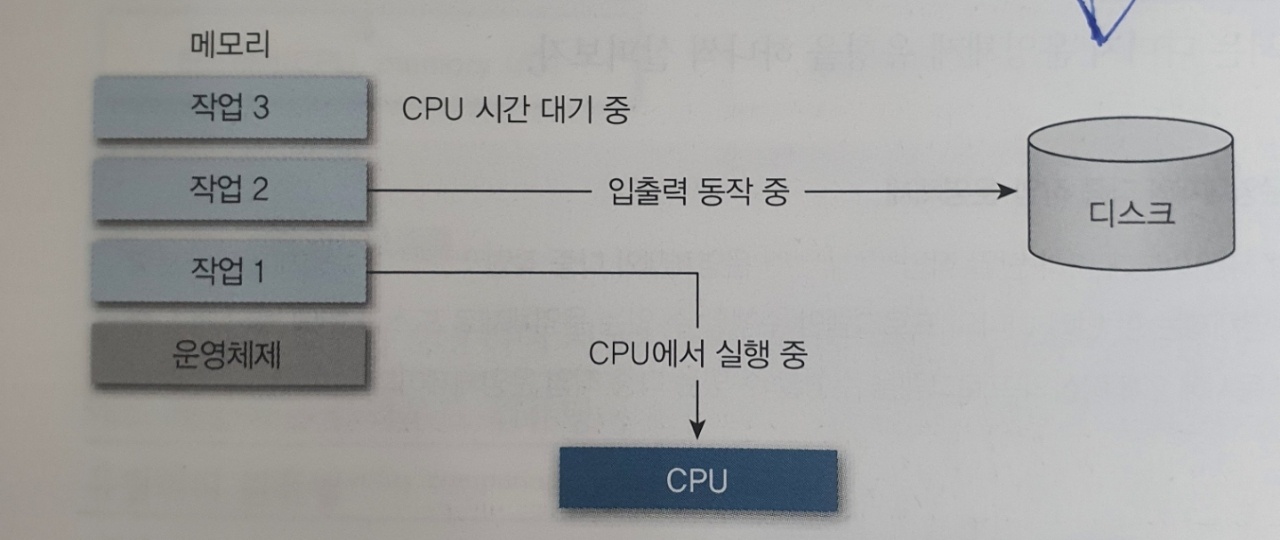 메모리
작업 3
CPU 시간 대기 중
작업 2
입출력 동작 중
디스크
작업 1
운영체제
CPU에서 실행 중
CPU